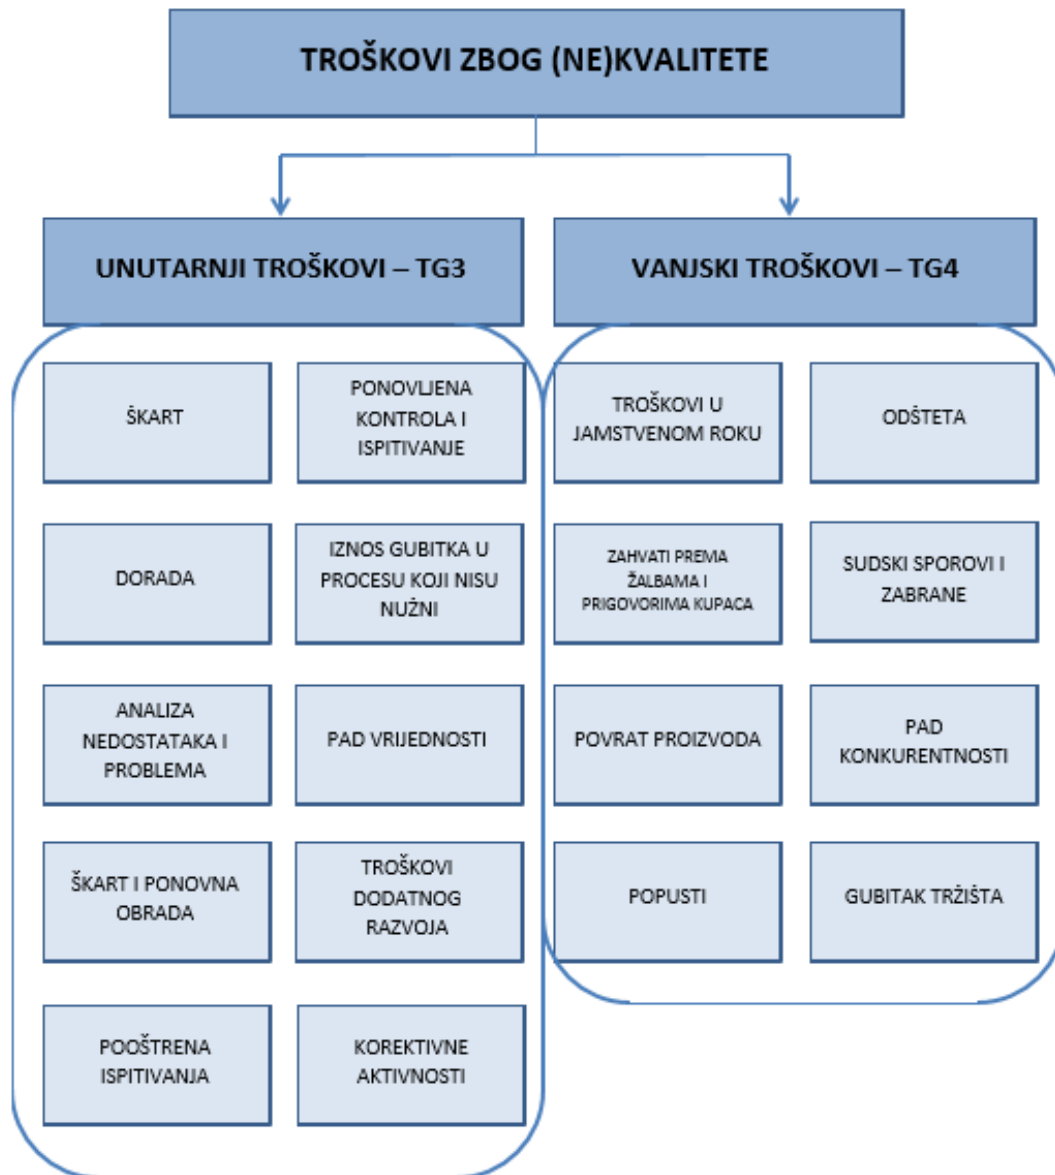 TROŠKOVI ZBOG (NE)KVALITETE
UNUTARNJI TROŠKOVI – TG3
ŠKART
PONOVLJENA
KONTROLA I
ISPITIVANJE
DORADA
IZNOS GUBITKA U
PROCESU KOJI NISU
NUŽNI
ANALIZA
NEDOSTATAKA I
PROBLEMA
PAD VRIJEDNOSTI
ŠKART I PONOVNA
OBRADA
TROŠKOVI
DODATNOG
RAZVOJA
POOŠTRENA
ISPITIVANJA
KOREKTIVNE
AKTIVNOSTI
VANJSKI TROŠKOVI – TG4
TROŠKOVI U
JAMSTVENOM ROKU
ODŠTETA
ZAHVATI PREMA
ŽALBAMA I
PRIGOVORIMA KUPACA
SUDSKI SPOROVI I
ZABRANE
POVRAT PROIZVODA
PAD
KONKURENTNOSTI
POPUSTI
GUBITAK TRŽIŠTA